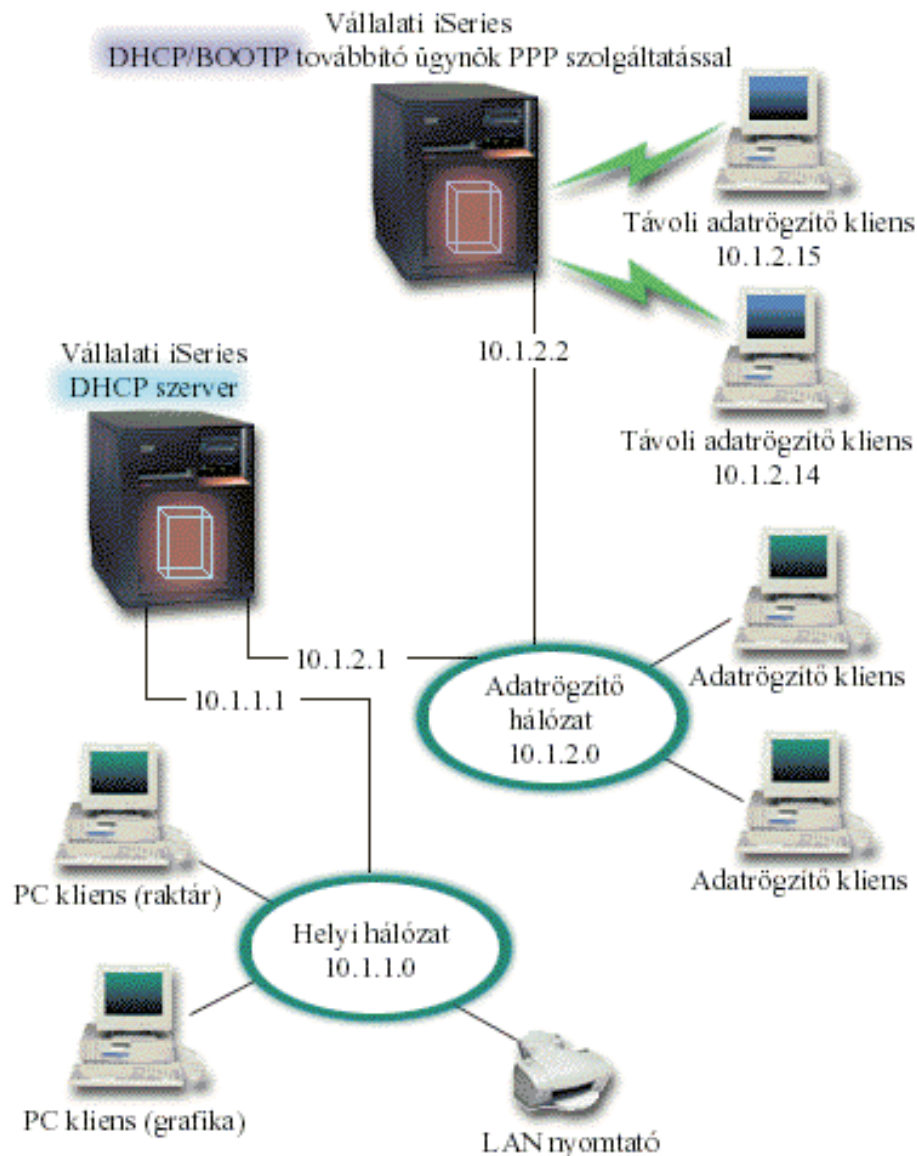 Vállalati iSeries
DHCP/BOOTP továbbító ügynök PPP szolgáltatással
Távoli adatrögzítő kliens
10.1.2.15
10.1.2.2
Vállalati iSeries
DHCP szerver
Távoli adatrögzítő kliens
10.1.2.14
10.1.2.1
10.1.1.1
Adatrögzítő
hálózat
10.1.2.0
Adatrögzítő kliens
Adatrögzítő kliens
PC kliens (raktár)
Helyi hálózat
10.1.1.0
PC kliens (grafika)
LAN nyomtató